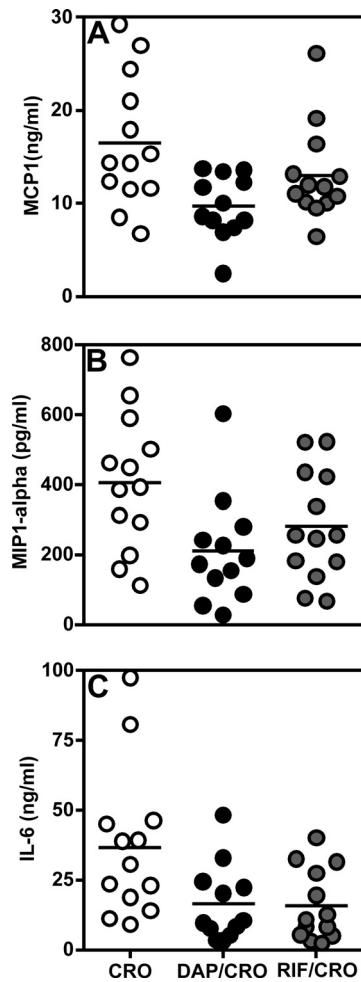 A
MCP1(ng/ml)
30
20
10
0
B
MIP1-alpha (pg/ml)
800
600
400
200
0
C
IL-6 (ng/ml)
100
75
50
25
0
CRO DAP/CRO RIF/CRO